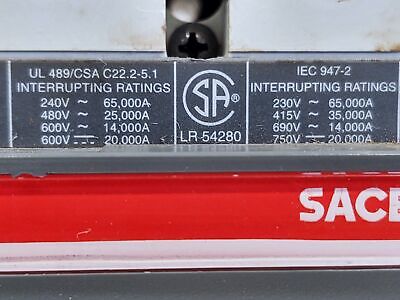 UL 489/CSA C22.2-5.1
INTERRUPTING RATINGS
240V ~ 65,000A
480V ~ 25,000A
600V ~ 14,000A
600V ⎓ 20,000A
SA ®
LR 54280
IEC 947-2
INTERRUPTING RATINGS
230V ~ 65,000A
415V ~ 35,000A
690V ~ 14,000A
750V ⎓ 20,000A
SACE